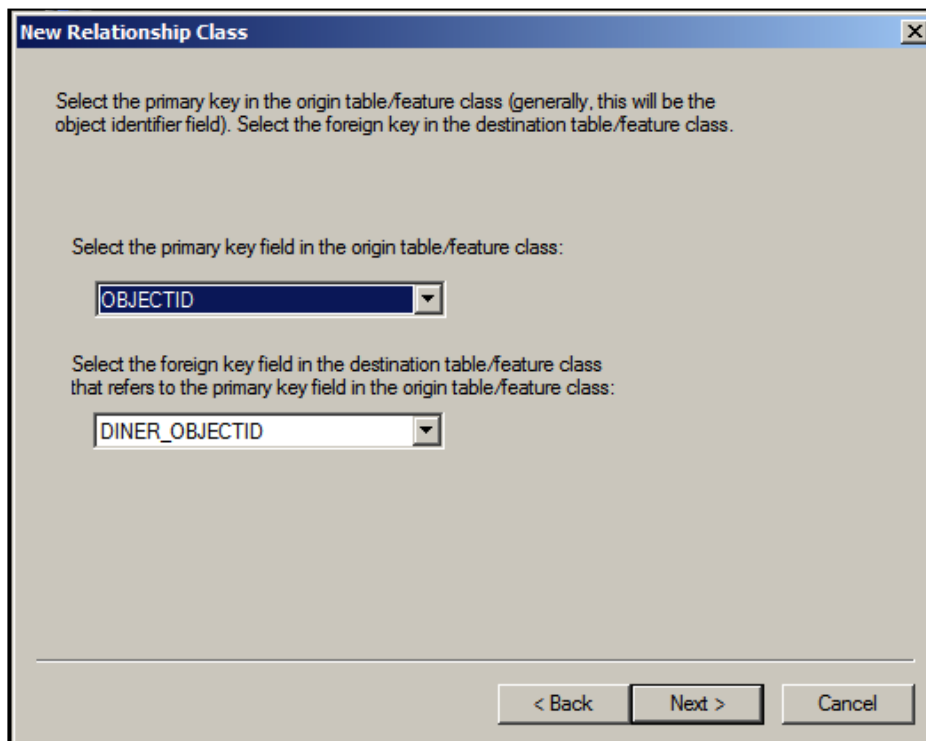 New Relationship Class
Select the primary key in the origin table/feature class (generally, this will be the
object identifier field). Select the foreign key in the destination table/feature class.
Select the primary key field in the origin table/feature class:
OBJECTID
Select the foreign key field in the destination table/feature class
that refers to the primary key field in the origin table/feature class:
DINER_OBJECTID
< Back Next > Cancel